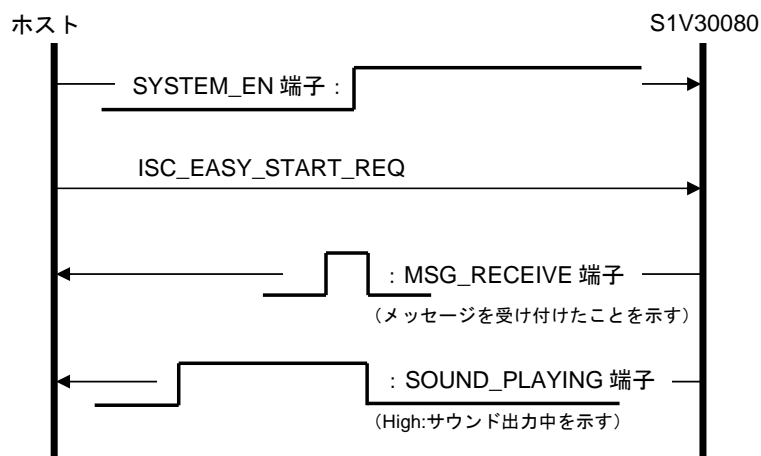 ホスト
S1V30080
SYSTEM_EN 端子：
ISC_EASY_START_REQ
：MSG_RECEIVE 端子
（メッセージを受け付けたことを示す）
：SOUND_PLAYING 端子
（High:サウンド出力中を示す）